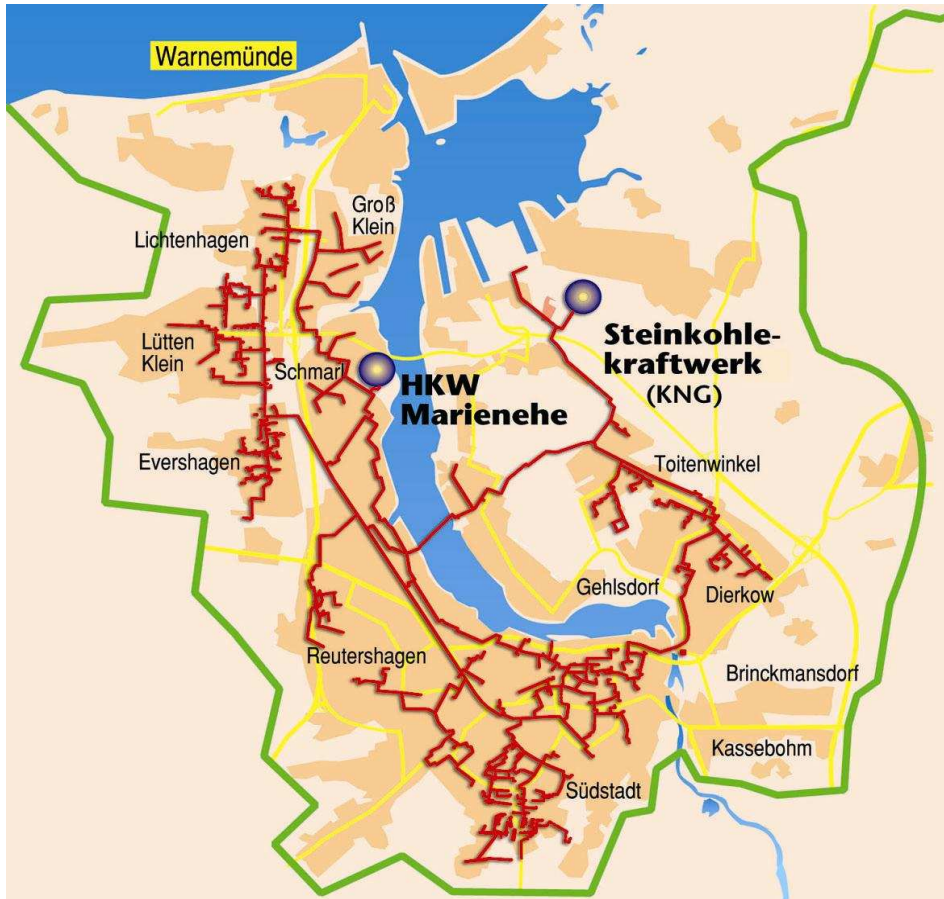 Warnemünde
Groß
Klein
Lichtenhagen
Lütten
Klein
Schmarl
HKW
Marienehe
Steinkohle-
kraftwerk
(KNG)
Evershagen
Toitenwinkel
Gehlsdorf
Dierkow
Reutershagen
Brinckmansdorf
Kassebohm
Südstadt